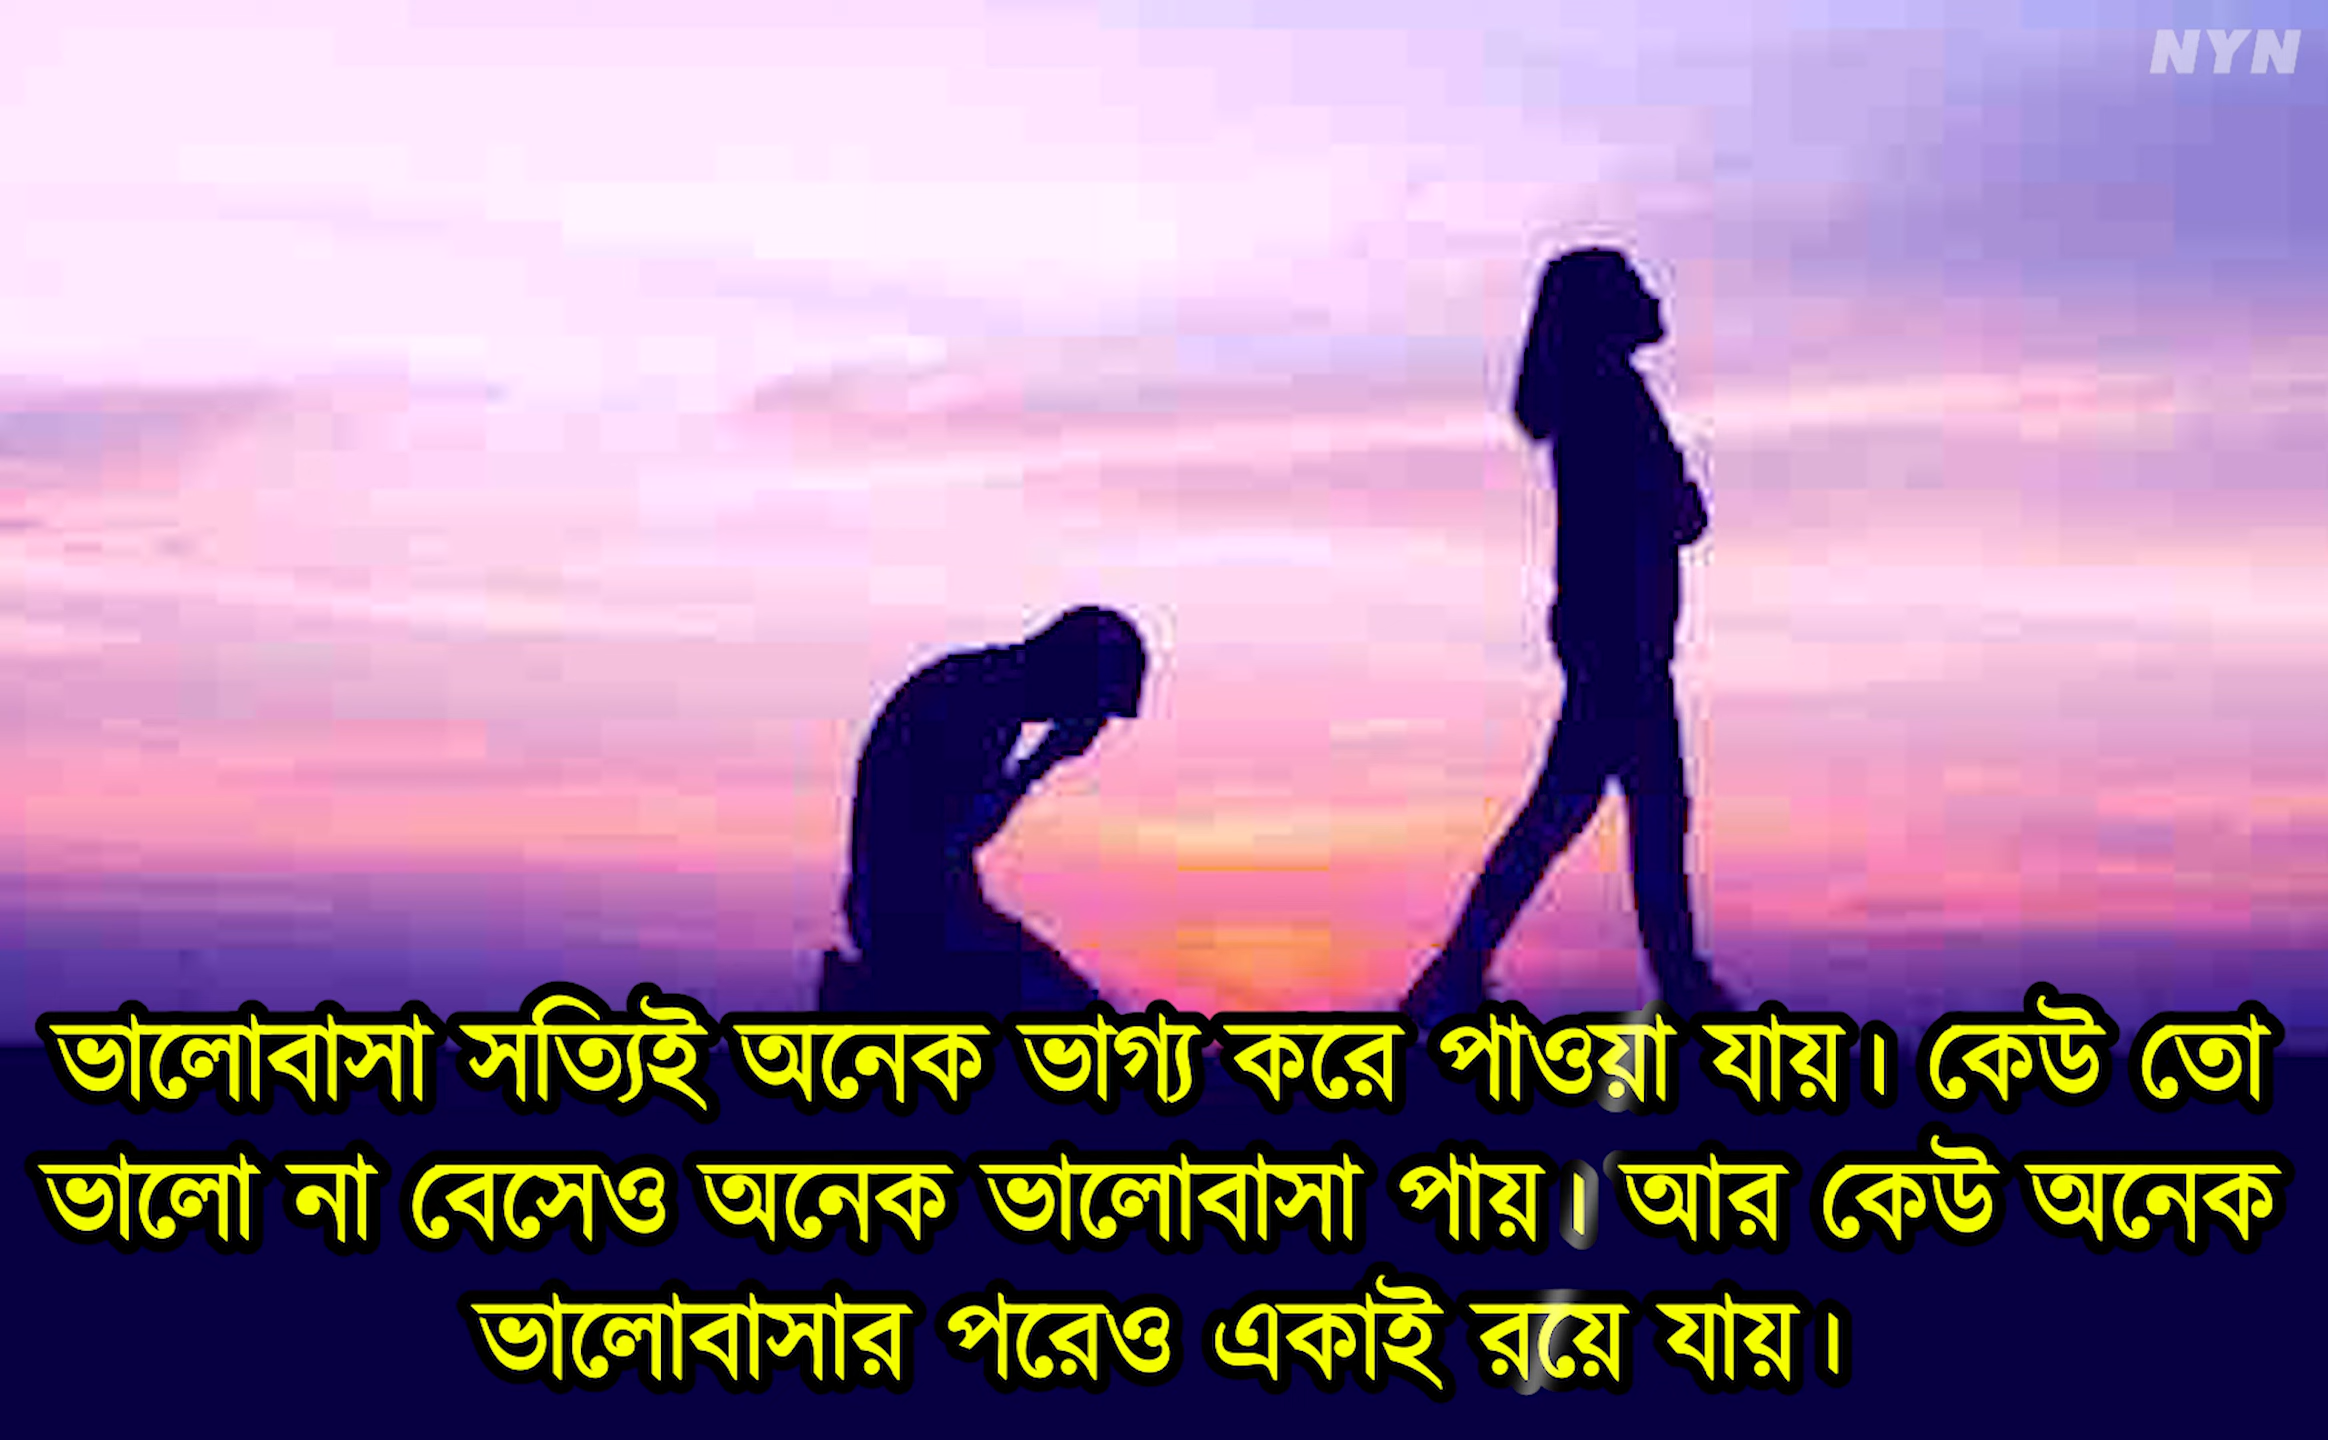 NYN
ভালোবাসা সত্যিই অনেক ভাগ্য করে পাওয়া যায়। কেউ তো
ভালো না বেসেও অনেক ভালোবাসা পায়। আর কেউ অনেক
ভালোবাসার পরেও একাই রয়ে যায়।